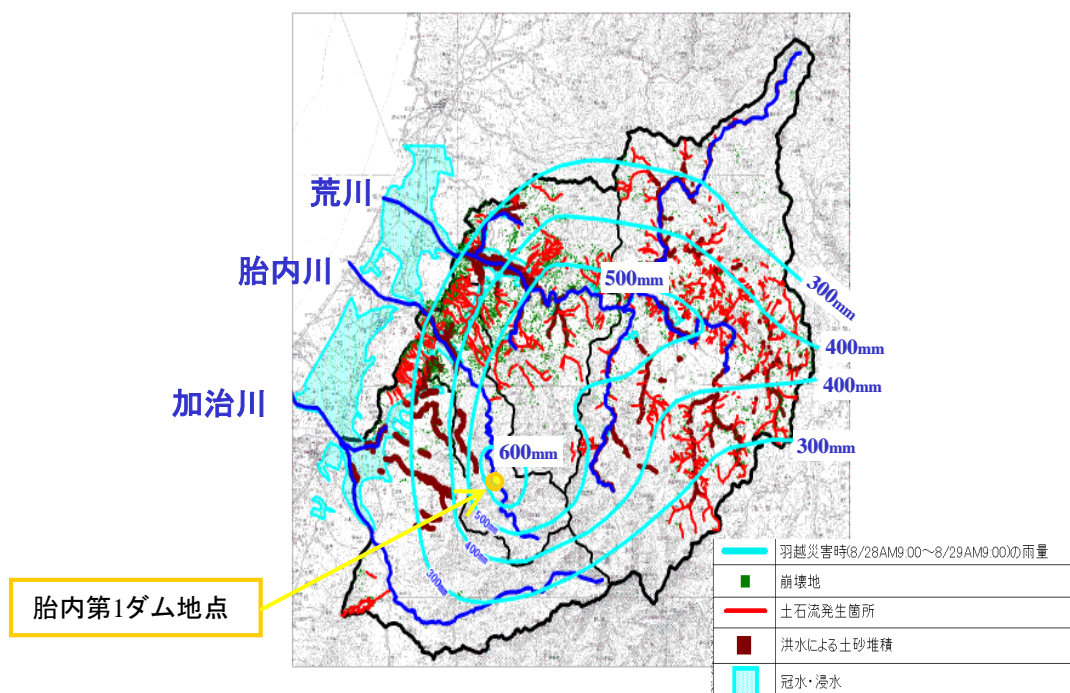 荒川
胎内川
加治川
500mm
300mm
400mm
400mm
300mm
600mm
500mm
400mm
300mm
胎内第1ダム地点
羽越災害時(8/28AM9:00～8/29AM9:00)の雨量
崩壊地
土石流発生箇所
洪水による土砂堆積
冠水・浸水